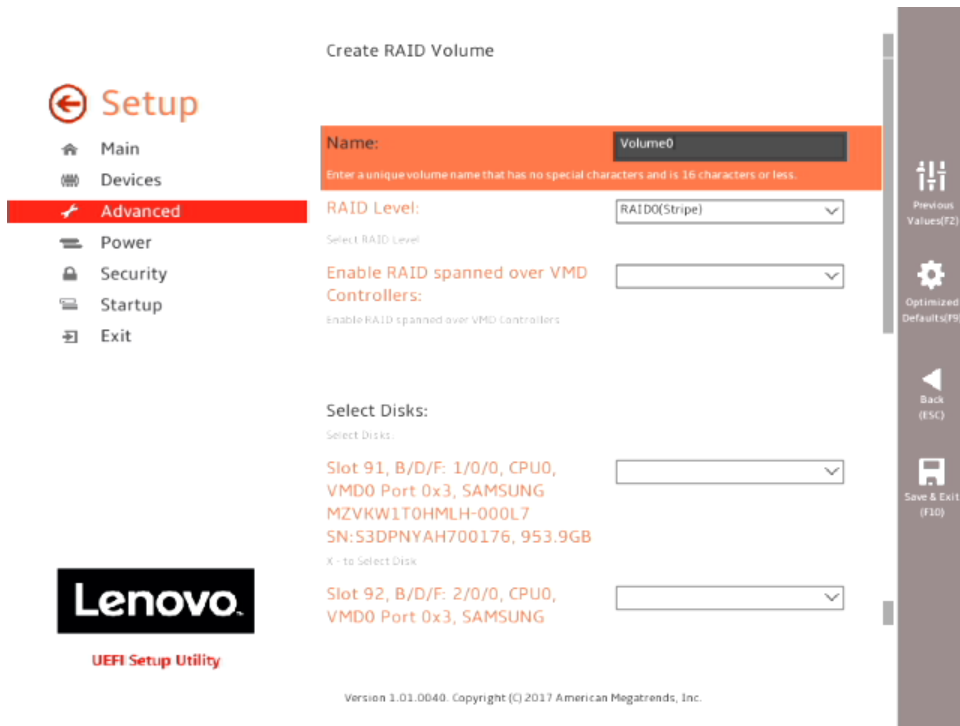 Create RAID Volume
Setup
Main
Devices
Advanced
Power
Security
Startup
Exit
Name:
Volume0
Enter a unique volume name that has no special characters and is 16 characters or less.
RAID Level:
RAID0(Stripe)
Select RAID Level
Enable RAID spanned over VMD
Controllers:
Enable RAID spanned over VMD Controllers
Select Disks:
Select Disks.
Slot 91, B/D/F: 1/0/0, CPU0,
VMD0 Port 0x3, SAMSUNG
MZVKW1T0HMLH-000L7
SN:S3DPNYAH700176, 953.9GB
X - to Select Disk
Slot 92, B/D/F: 2/0/0, CPU0,
VMD0 Port 0x3, SAMSUNG
Previous
Values(F2)
Optimized
Defaults(F9
Back
(ESC)
Save & Exit
(F10)
Lenovo.
UEFI Setup Utility
Version 1.01.0040. Copyright (C) 2017 American Megatrends, Inc.